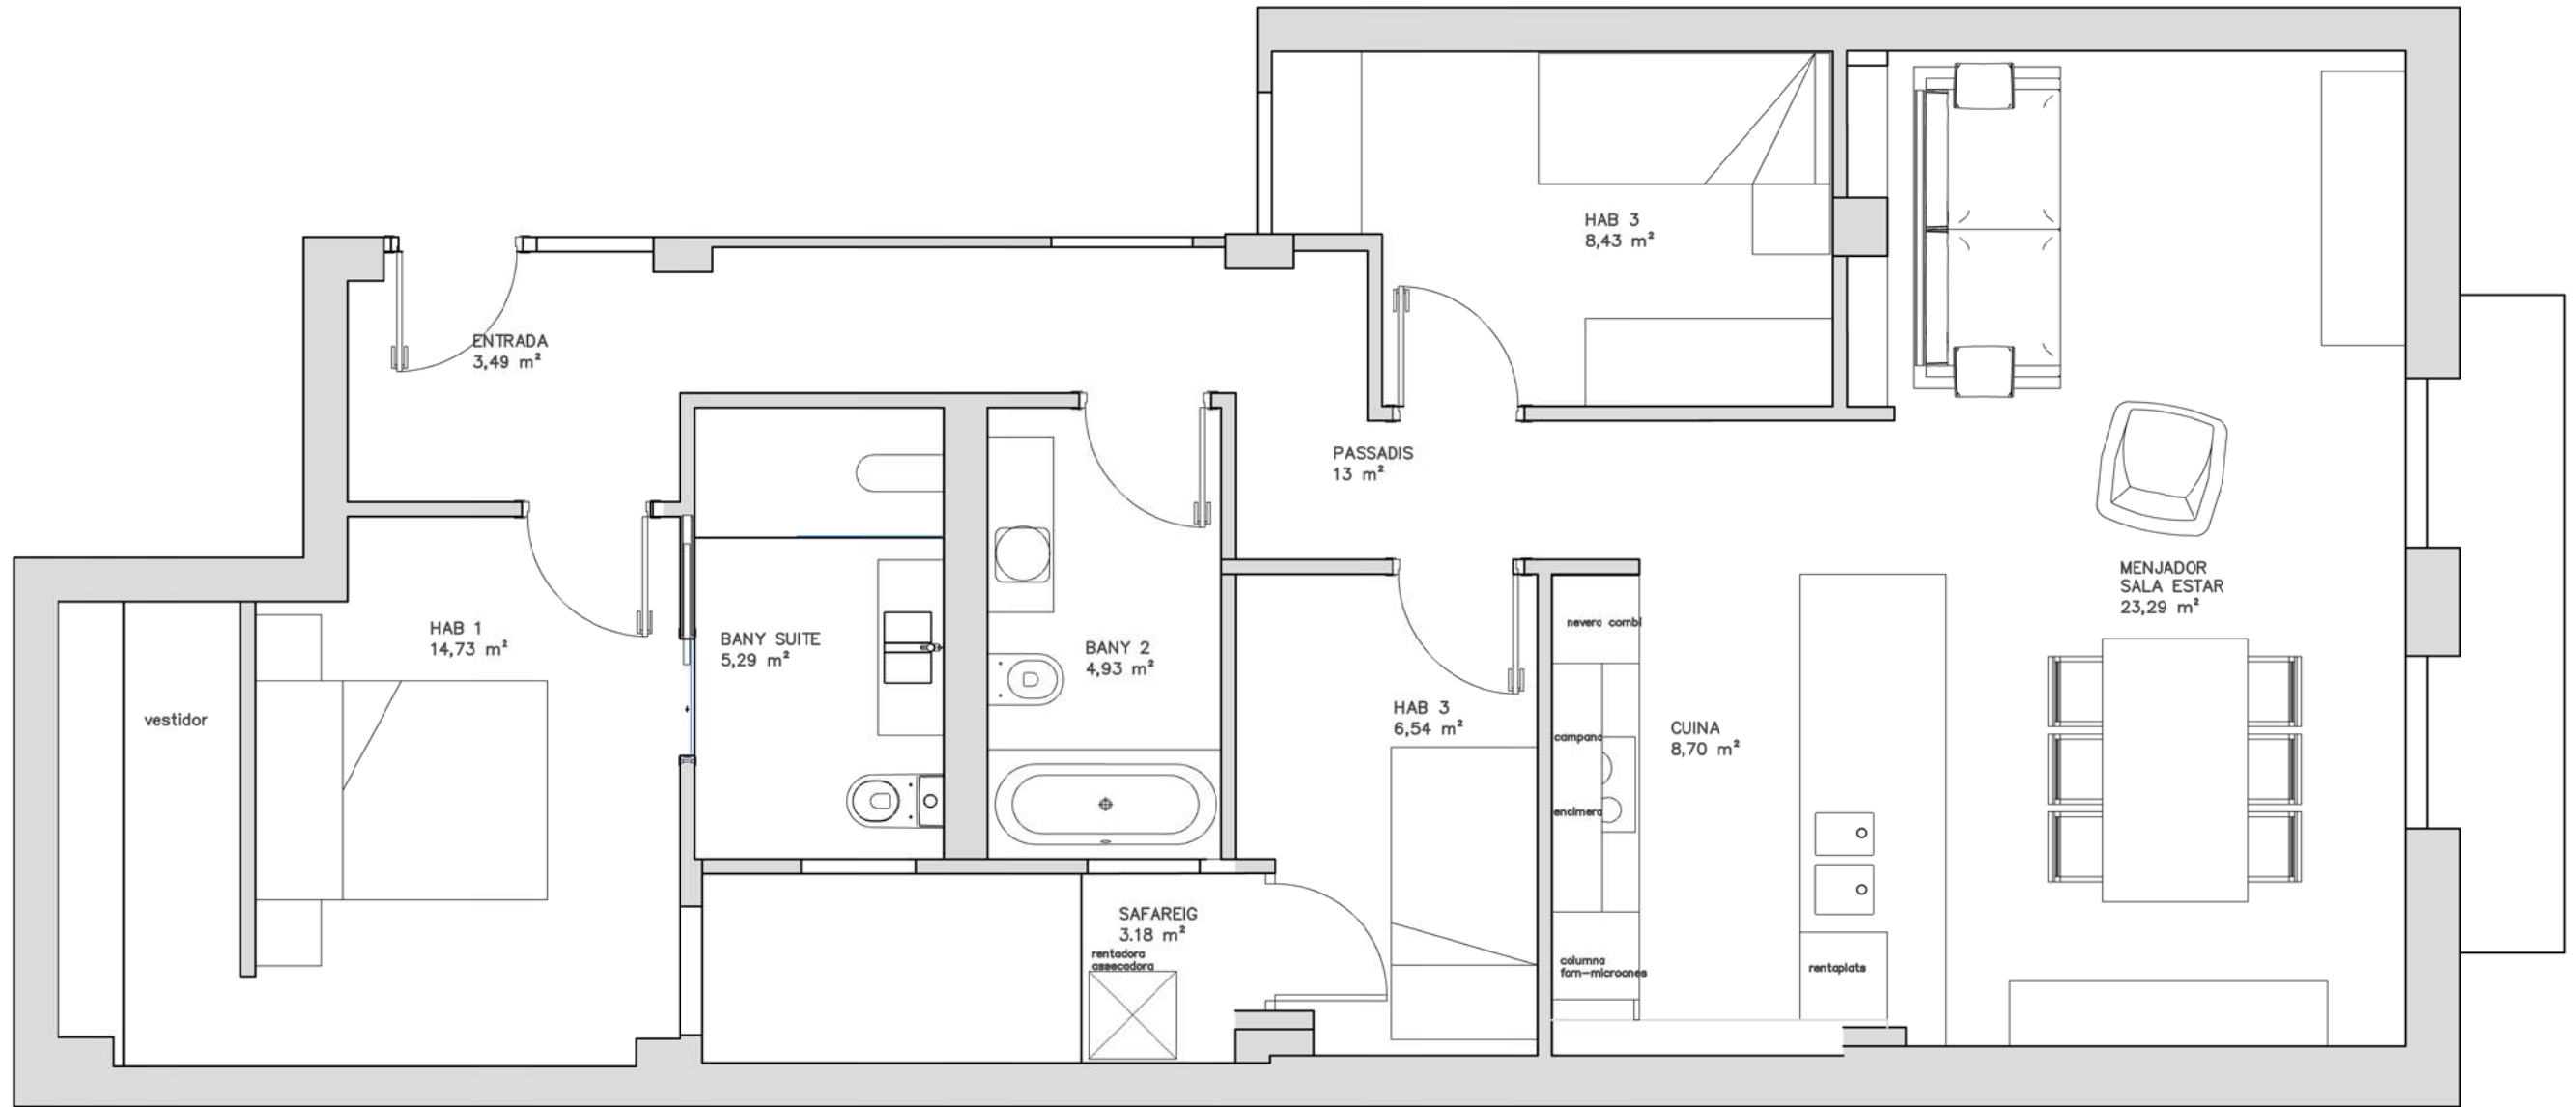 HAB 3
8,43 m²
ENTRADA
3,49 m²
PASSADIS
13 m²
MENJADOR
SALA ESTAR
23,29 m²
HAB 1
14,73 m²
BANY SUITE
5,29 m²
BANY 2
4,93 m²
nevera combi
vestidor
HAB 3
6,54 m²
CUINA
8,70 m²
campana
encimera
SAFAREIG
3.18 m²
rentadora
assecadora
columna
forn-microones
rentaplats